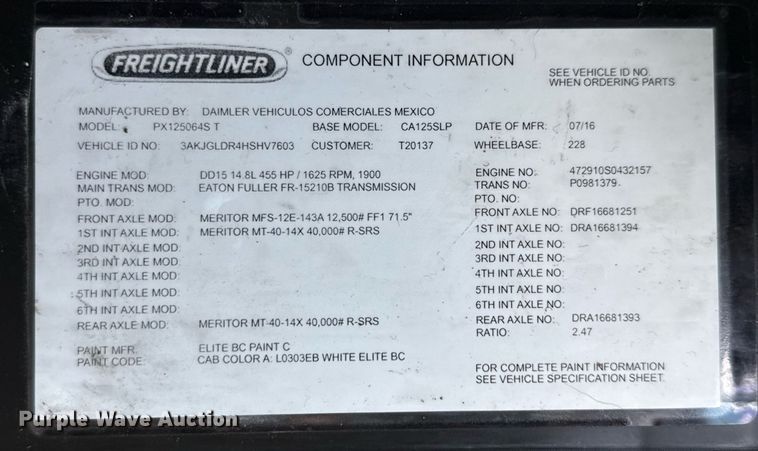 FREIGHTLINER ® COMPONENT INFORMATION
SEE VEHICLE ID NO.
WHEN ORDERING PARTS
MANUFACTURED BY: DAIMLER VEHICULOS COMERCIALES MEXICO
MODEL: PX125064S T BASE MODEL: CA125SLP DATE OF MFR: 07/16
VEHICLE ID NO: 3AKJGLDR4HSHV7603 CUSTOMER: T20137 WHEELBASE: 228
ENGINE MOD: DD15 14.8L 455 HP / 1625 RPM, 1900 ENGINE NO: 472910S0432157
MAIN TRANS MOD: EATON FULLER FR-15210B TRANSMISSION TRANS NO: P0981379
PTO. MOD: PTO. NO:
FRONT AXLE MOD: MERITOR MFS-12E-143A 12,500# FF1 71.5" FRONT AXLE NO: DRF16681251
1ST INT AXLE MOD: MERITOR MT-40-14X 40,000# R-SRS 1ST INT AXLE NO: DRA16681394
2ND INT AXLE MOD: 2ND INT AXLE NO:
3RD INT AXLE MOD: 3RD INT AXLE NO:
4TH INT AXLE MOD: 4TH INT AXLE NO:
5TH INT AXLE MOD: 5TH INT AXLE NO:
6TH INT AXLE MOD: 6TH INT AXLE NO:
REAR AXLE MOD: MERITOR MT-40-14X 40,000# R-SRS REAR AXLE NO: DRA16681393
RATIO: 2.47
PAINT MFR: ELITE BC PAINT C
PAINT CODE: CAB COLOR A: L0303EB WHITE ELITE BC
FOR COMPLETE PAINT INFORMATION
SEE VEHICLE SPECIFICATION SHEET.
Purple Wave Auction